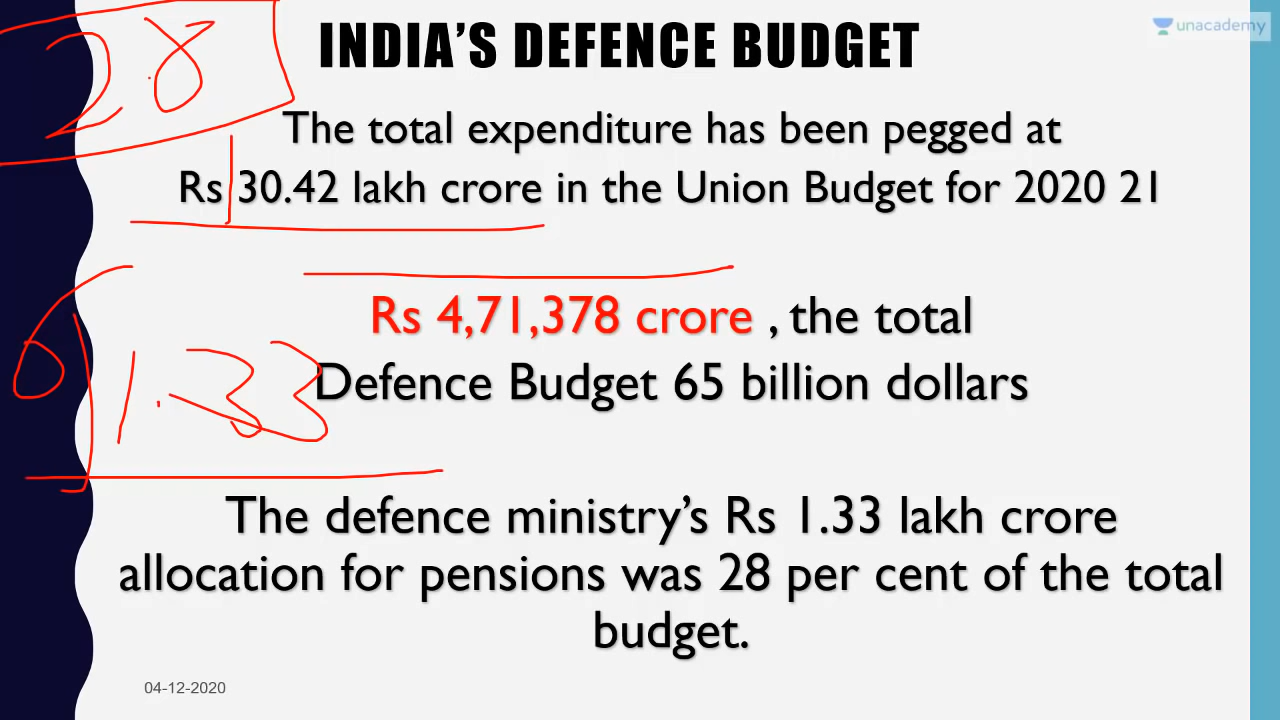 INDIA'S DEFENCE BUDGET
unacademy
28
The total expenditure has been pegged at
Rs 30.42 lakh crore in the Union Budget for 2020 21
Rs 4,71,378 crore , the total
Defence Budget 65 billion dollars
1.33
The defence ministry's Rs 1.33 lakh crore
allocation for pensions was 28 per cent of the total
budget.
04-12-2020